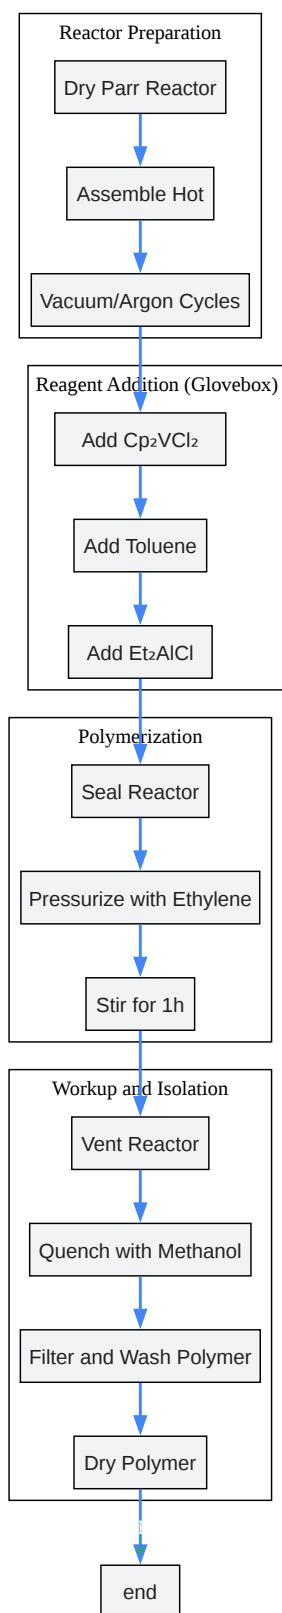 Reactor Preparation
Dry Parr Reactor
Assemble Hot
Vacuum/Argon Cycles
Reagent Addition (Glovebox)
Add Cp₂VCl₂
Add Toluene
Add Et₂AlCl
Polymerization
Seal Reactor
Pressurize with Ethylene
Stir for 1h
Workup and Isolation
Vent Reactor
Quench with Methanol
Filter and Wash Polymer
Dry Polymer
end